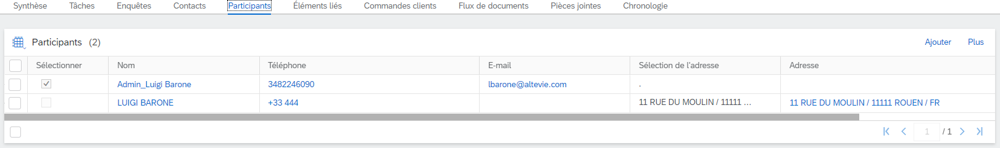 Synthèse Tâches Enquêtes Contacts Participants Éléments liés Commandes clients Flux de documents Pièces jointes Chronologie
Participants (2) Ajouter Plus
Sélectionner Nom Téléphone E-mail Sélection de l'adresse Adresse
Admin_Luigi Barone 3482246090 lbarone@altevie.com .
LUIGI BARONE +33 444 11 RUE DU MOULIN / 11111 ... 11 RUE DU MOULIN / 11111 ROUEN / FR
1 / 1